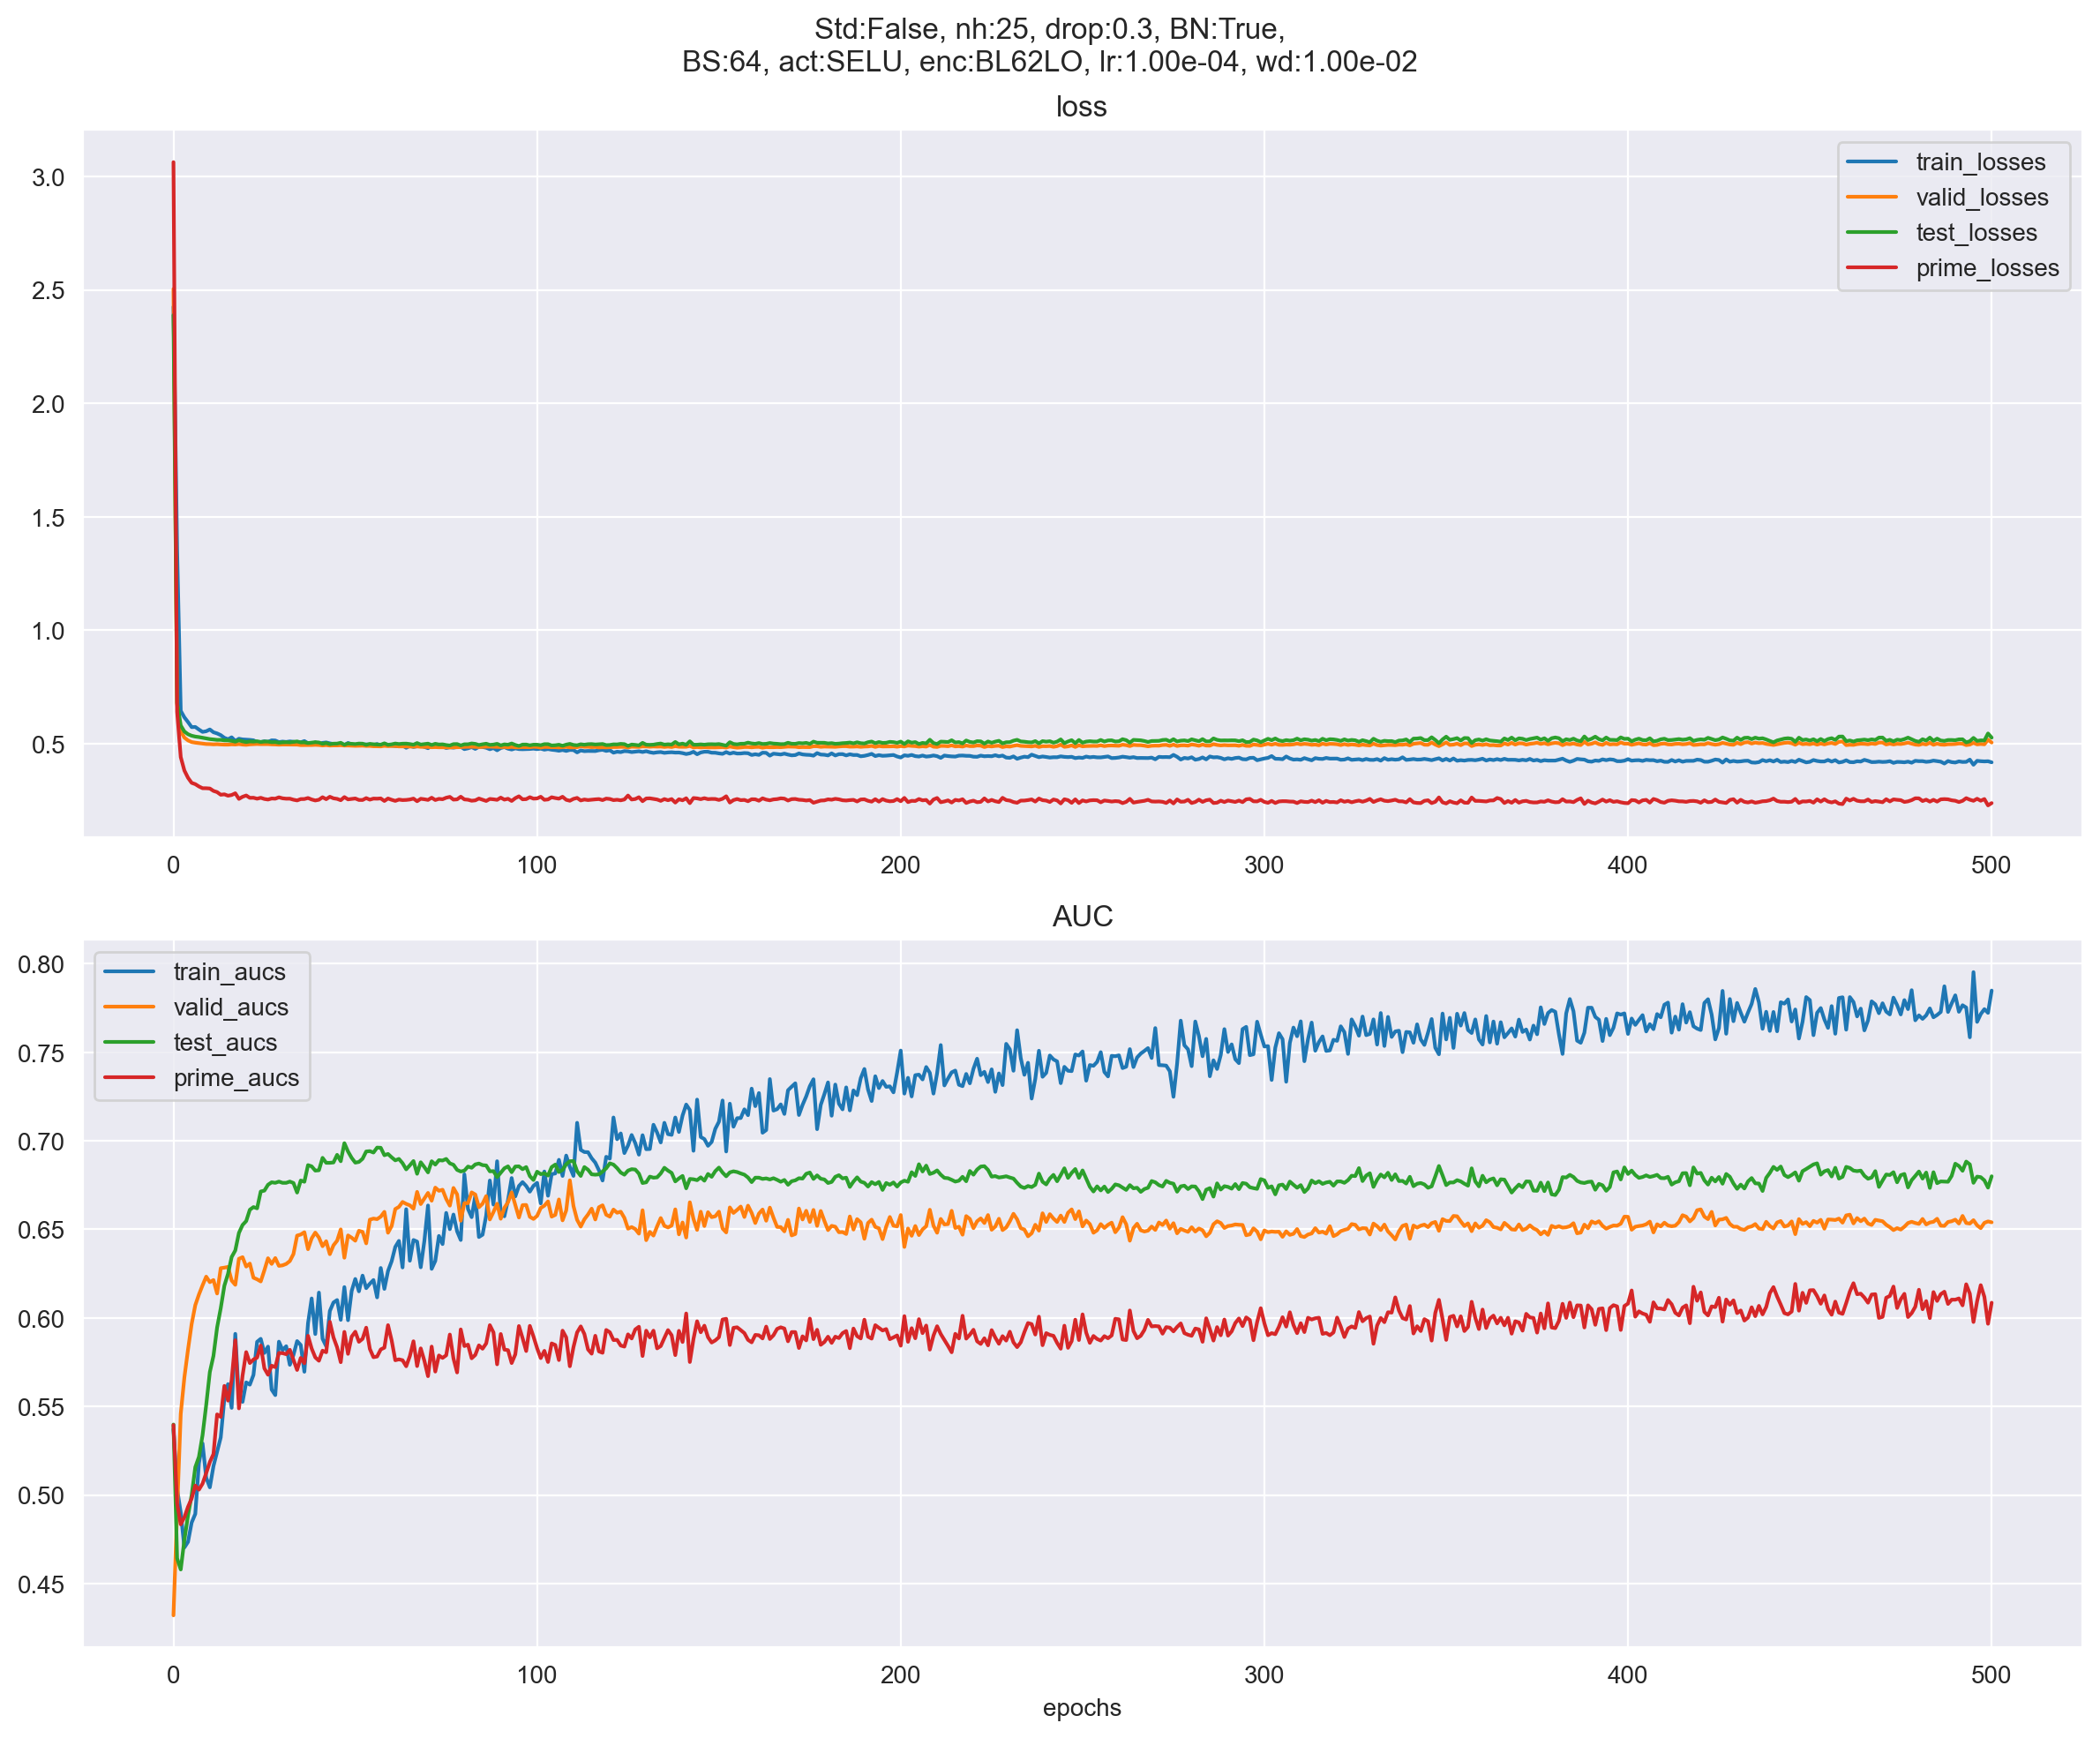 Std:False, nh:25, drop:0.3, BN:True,
BS:64, act:SELU, enc:BL62LO, lr:1.00e-04, wd:1.00e-02
loss
3.0
2.5
2.0
1.5
1.0
0.5
train_losses
valid_losses
test_losses
prime_losses
0 100 200 300 400 500
AUC
0.80
0.75
0.70
0.65
0.60
0.55
0.50
0.45
train_aucs
valid_aucs
test_aucs
prime_aucs
0 100 200 300 400 500
epochs